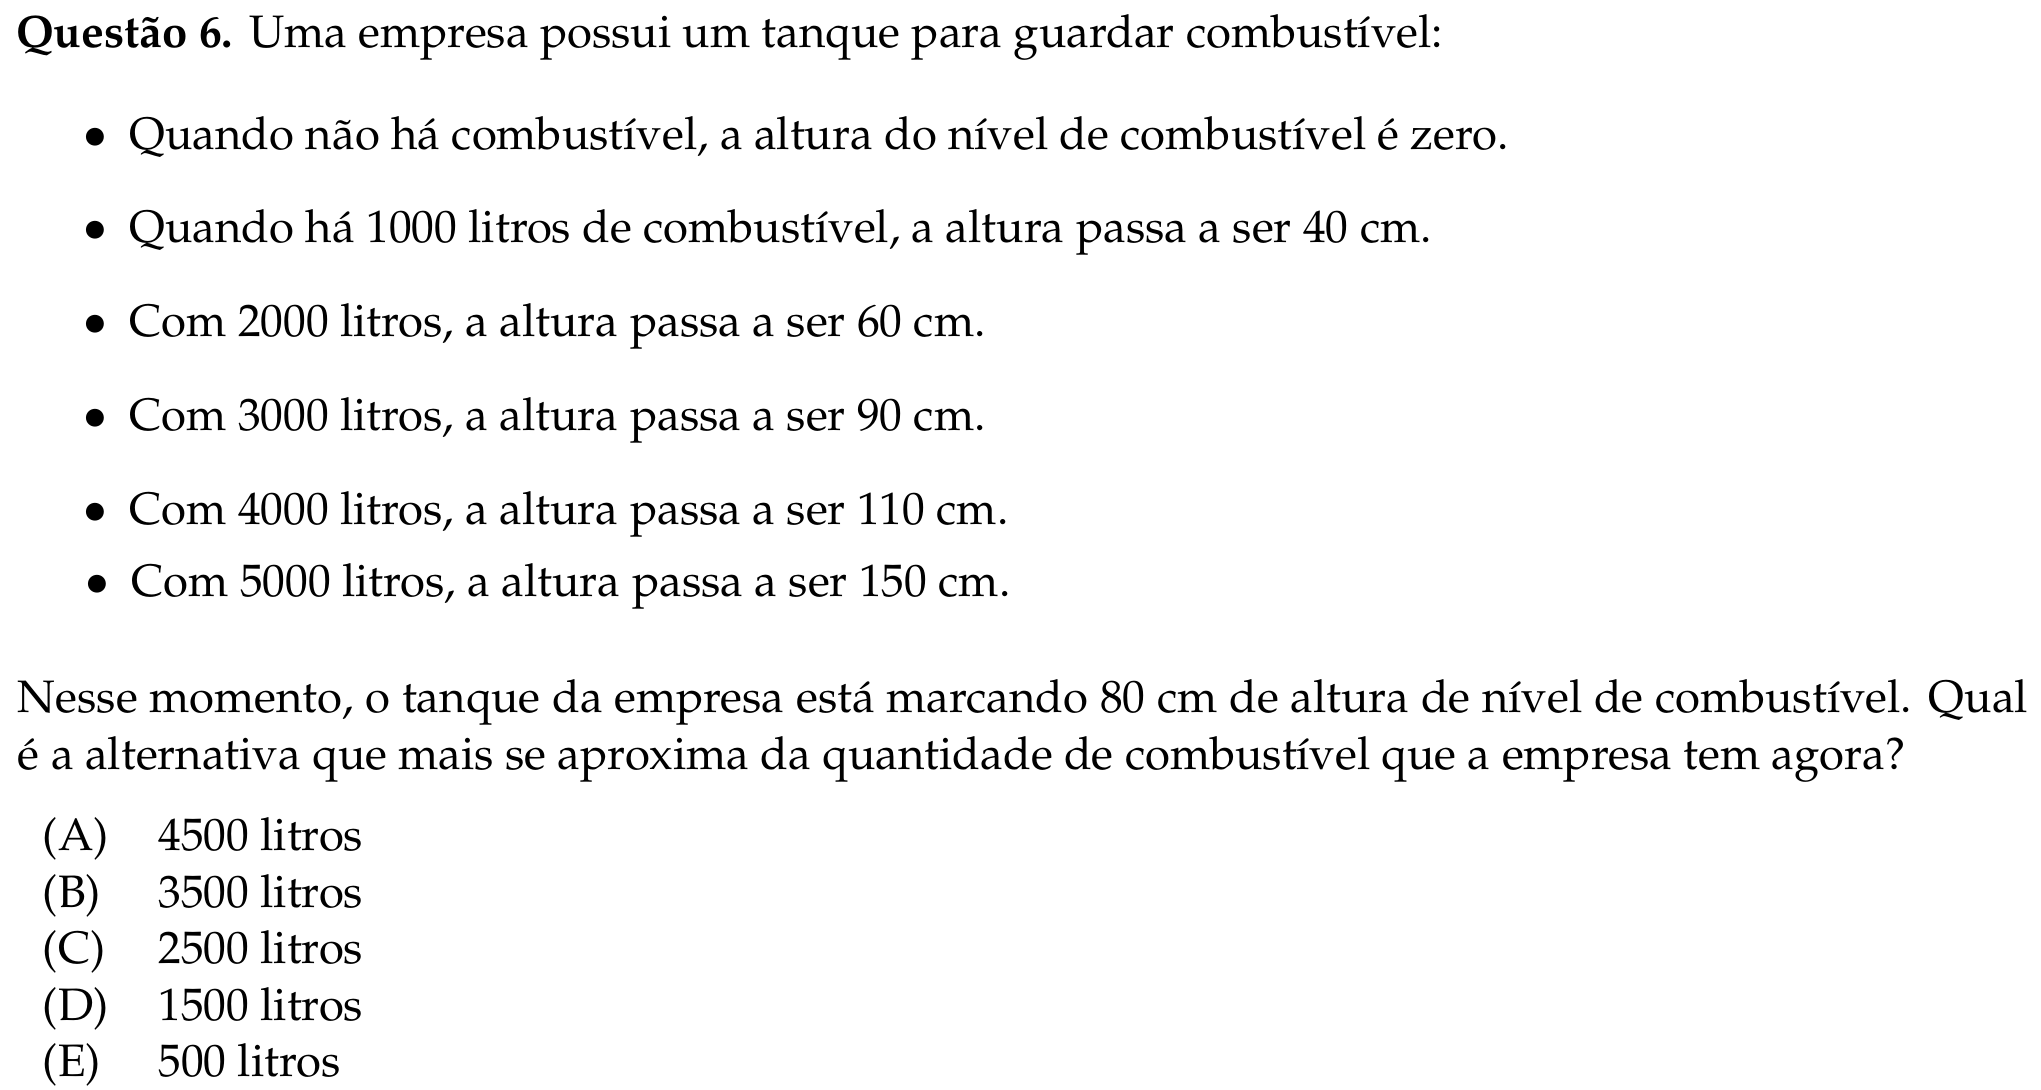 Questão 6. Uma empresa possui um tanque para guardar combustível:
• Quando não há combustível, a altura do nível de combustível é zero.
• Quando há 1000 litros de combustível, a altura passa a ser 40 cm.
• Com 2000 litros, a altura passa a ser 60 cm.
• Com 3000 litros, a altura passa a ser 90 cm.
• Com 4000 litros, a altura passa a ser 110 cm.
• Com 5000 litros, a altura passa a ser 150 cm.
Nesse momento, o tanque da empresa está marcando 80 cm de altura de nível de combustível. Qual
é a alternativa que mais se aproxima da quantidade de combustível que a empresa tem agora?
(A) 4500 litros
(B) 3500 litros
(C) 2500 litros
(D) 1500 litros
(E) 500 litros